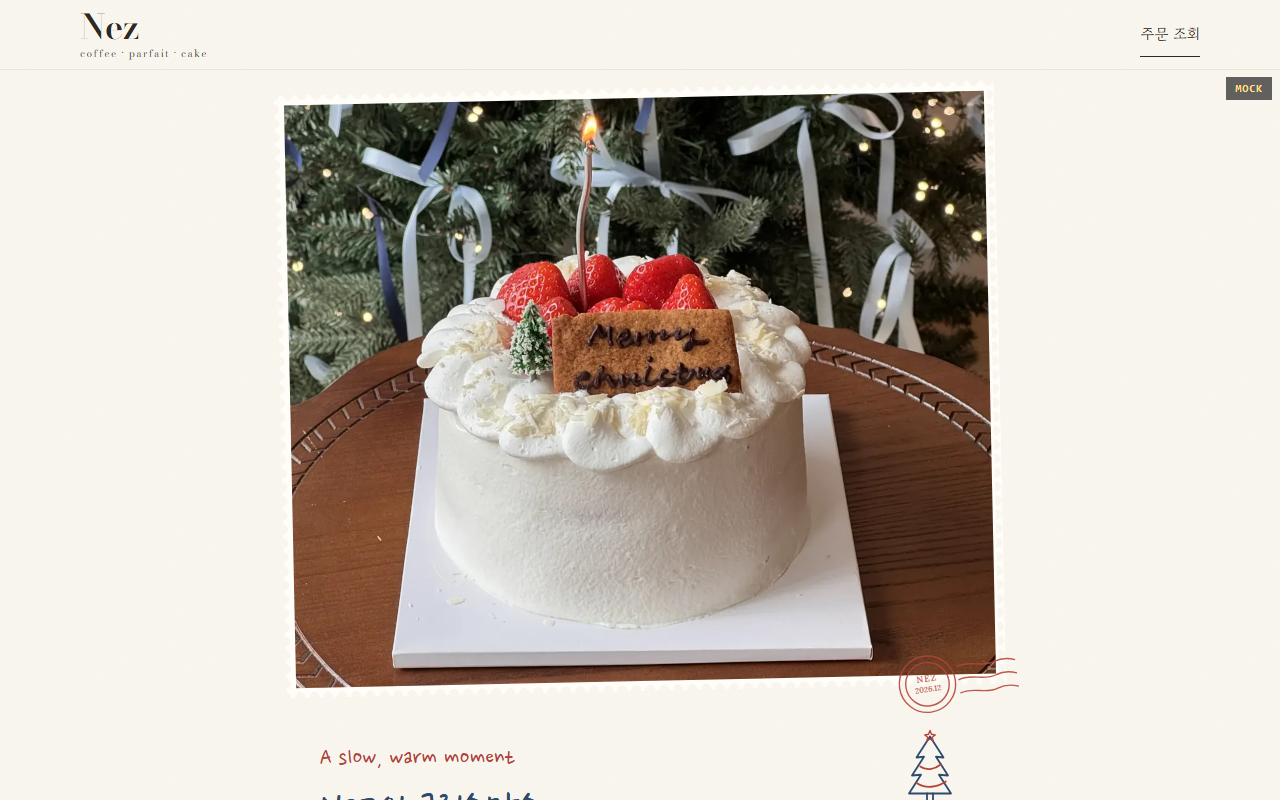 Nez
coffee · parfait · cake
주문 조회
MOCK
Merry
christmas
NEZ
2026.12
A slow, warm moment